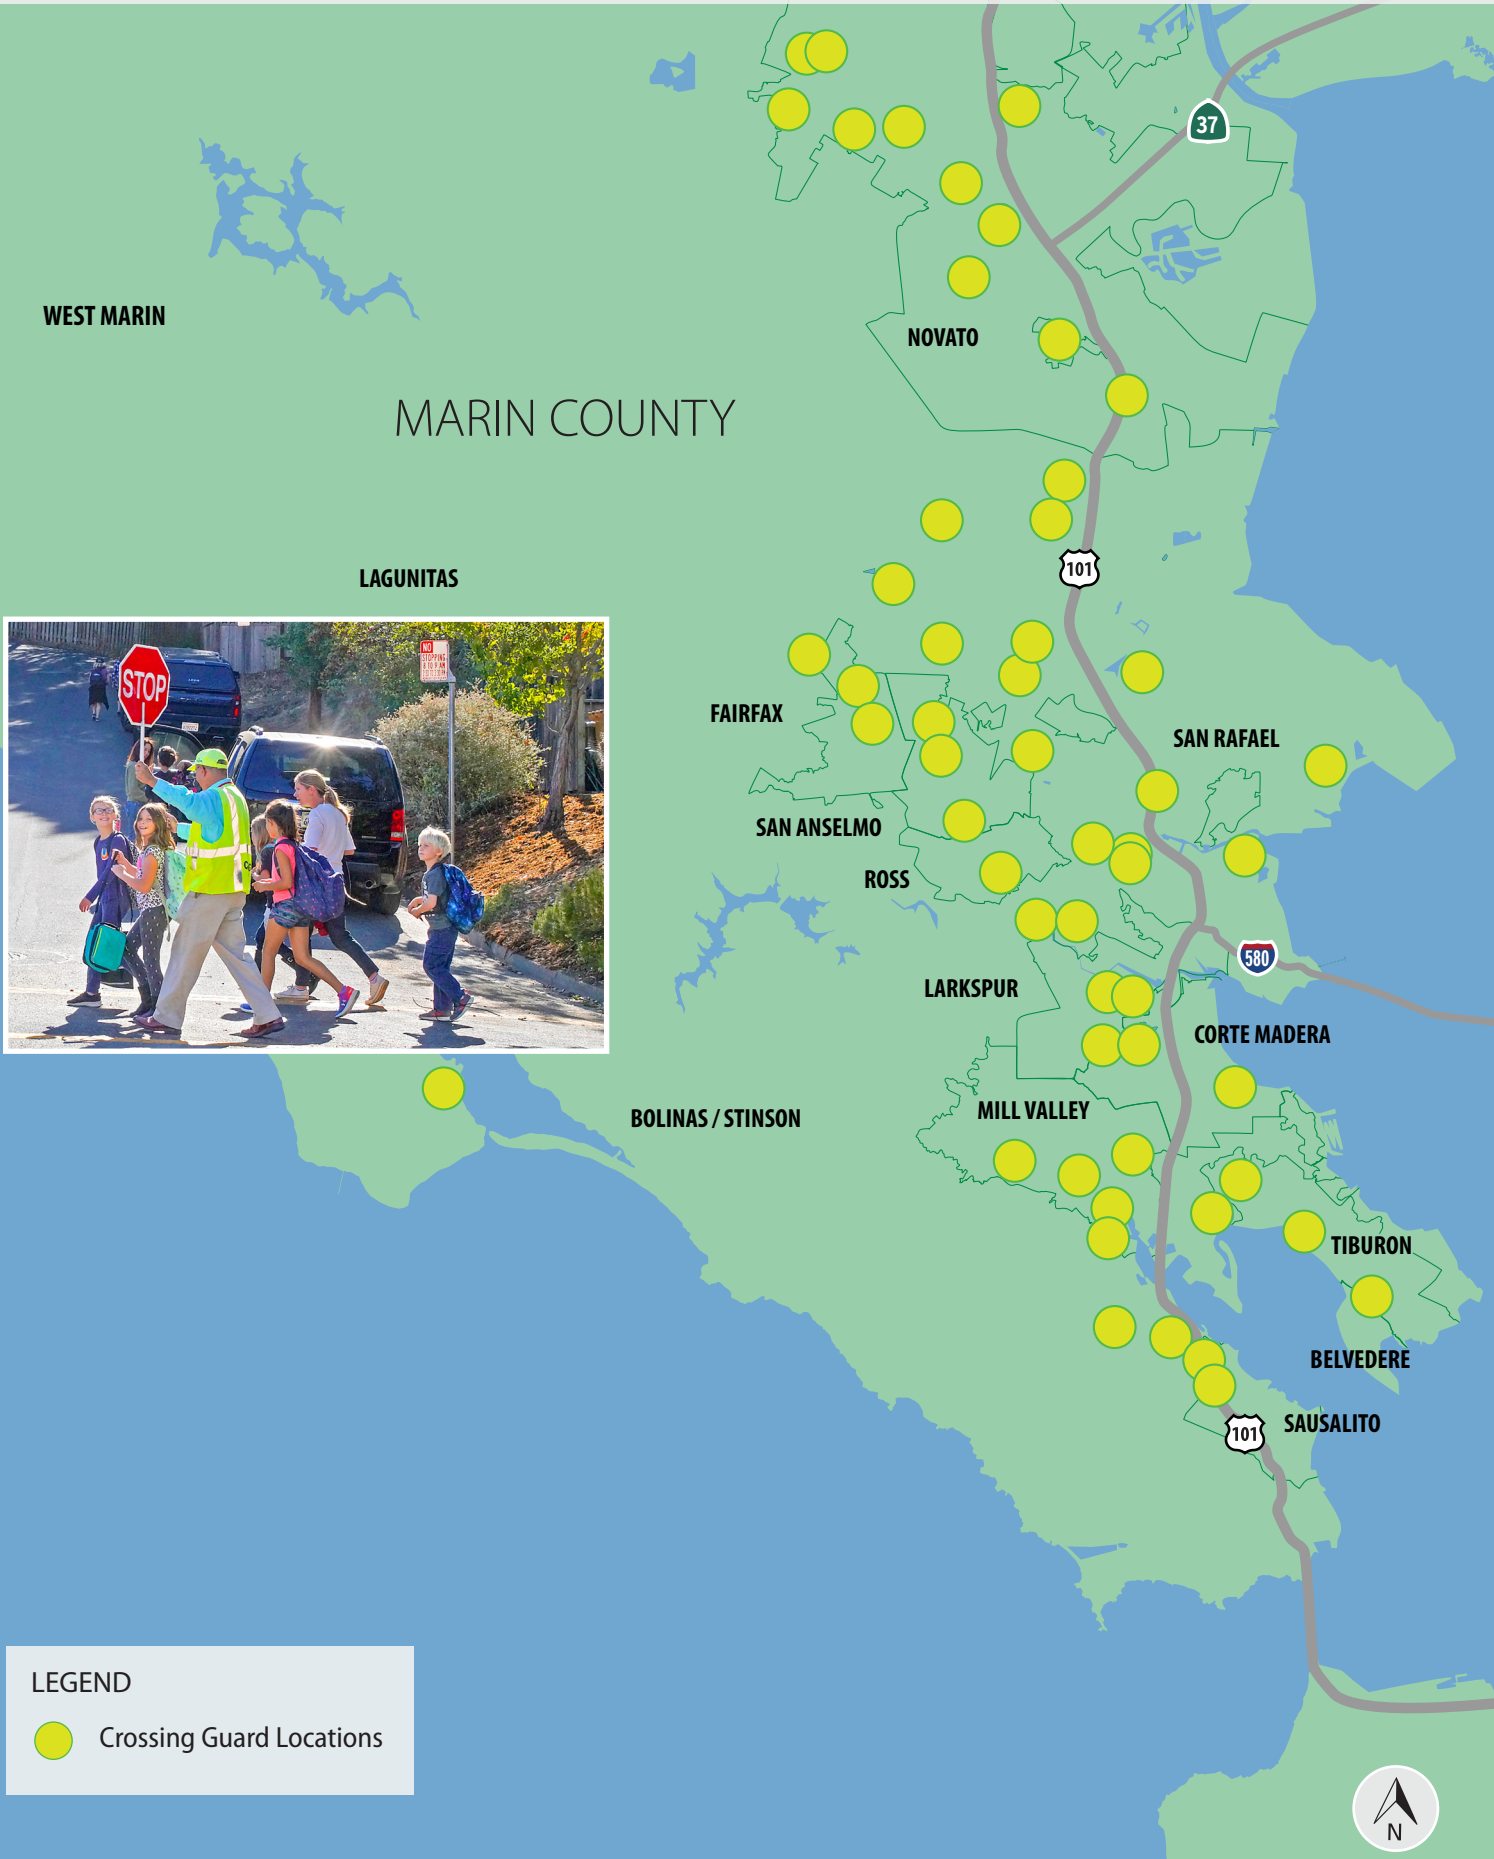 37
WEST MARIN
NOVATO
MARIN COUNTY
101
LAGUNITAS
NO
STOPPING
STOP
FAIRFAX
SAN RAFAEL
SAN ANSELMO
ROSS
580
LARKSPUR
CORTE MADERA
MILL VALLEY
BOLINAS / STINSON
TIBURON
BELVEDERE
SAUSALITO
101
LEGEND
Crossing Guard Locations
N